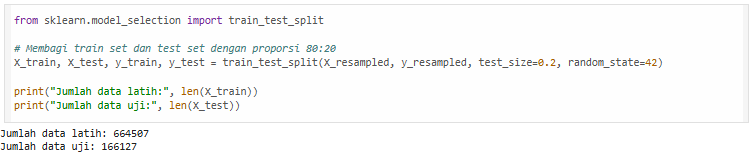 from sklearn.model_selection import train_test_split
# Membagi train set dan test set dengan proporsi 80:20
X_train, X_test, y_train, y_test = train_test_split(X_resampled, y_resampled, test_size=0.2, random_state=42)
print("Jumlah data latih:", len(X_train))
print("Jumlah data uji:", len(X_test))
Jumlah data latih: 664507
Jumlah data uji: 166127